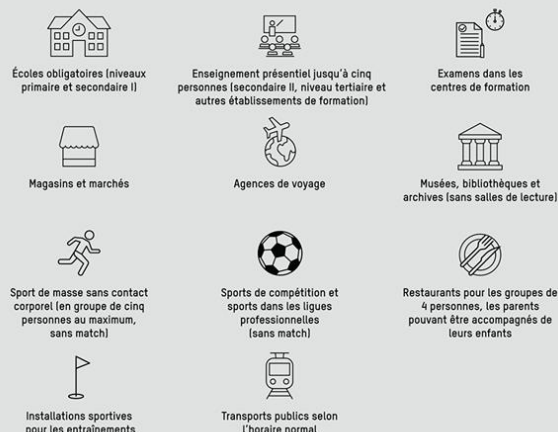 Écoles obligatoires (niveaux
primaire et secondaire I)
Enseignement présentiel jusqu'à cinq
personnes (secondaire II, niveau tertiaire et
autres établissements de formation)
Examens dans les
centres de formation
Magasins et marchés
Agences de voyage
Musées, bibliothèques et
archives (sans salles de lecture)
Sport de masse sans contact
corporel (en groupe de cinq
personnes au maximum,
sans match)
Sports de compétition et
sports dans les ligues
professionnelles
(sans match)
Restaurants pour les groupes de
4 personnes, les parents
pouvant être accompagnés de
leurs enfants
Installations sportives
pour les entraînements
Transports publics selon
l'horaire normal